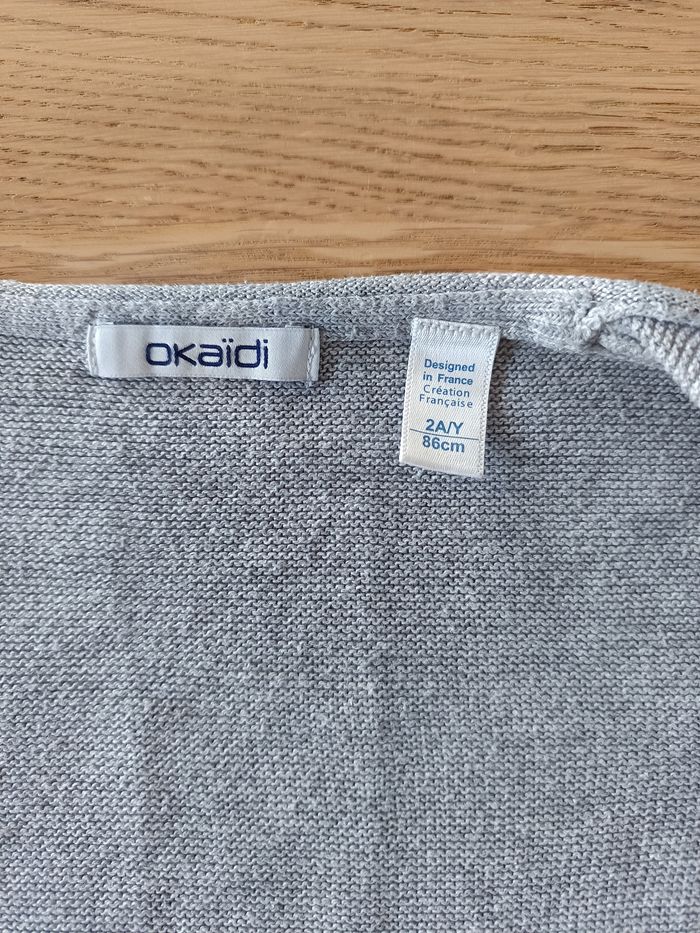 OKaïdi
Designed
in France
Création
Française
2A/Y
86cm